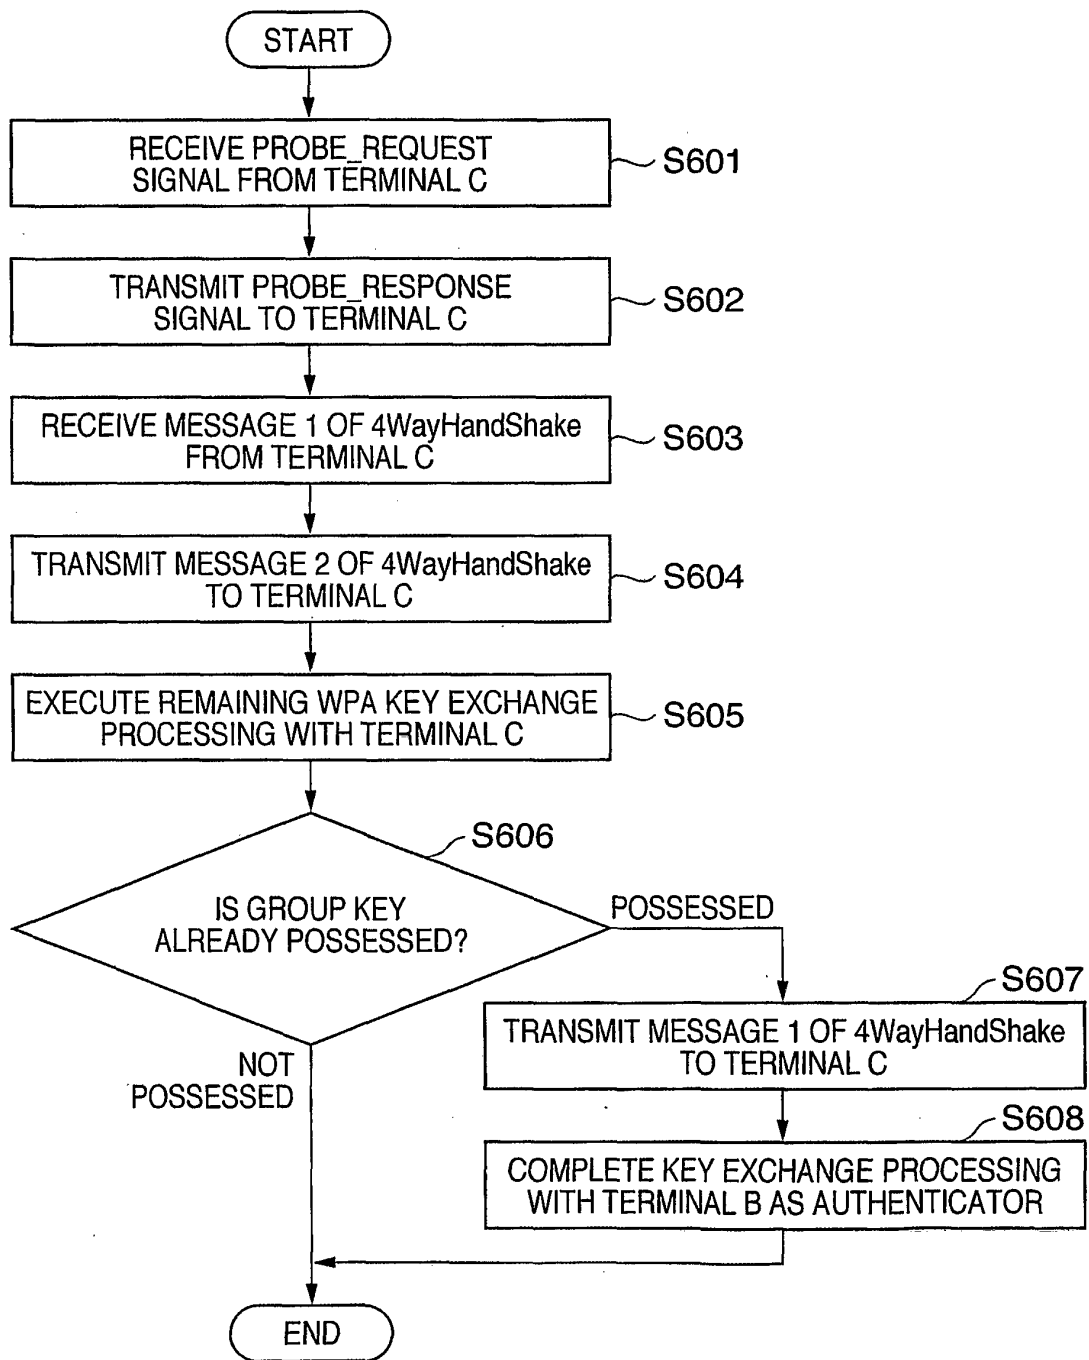 START
RECEIVE PROBE_REQUEST
SIGNAL FROM TERMINAL C
S601
TRANSMIT PROBE_RESPONSE
SIGNAL TO TERMINAL C
S602
RECEIVE MESSAGE 1 OF 4WayHandShake
FROM TERMINAL C
S603
TRANSMIT MESSAGE 2 OF 4WayHandShake
TO TERMINAL C
S604
EXECUTE REMAINING WPA KEY EXCHANGE
PROCESSING WITH TERMINAL C
S605
S606
IS GROUP KEY
ALREADY POSSESSED?
POSSESSED
S607
TRANSMIT MESSAGE 1 OF 4WayHandShake
TO TERMINAL C
NOT
POSSESSED
S608
COMPLETE KEY EXCHANGE PROCESSING
WITH TERMINAL B AS AUTHENTICATOR
END